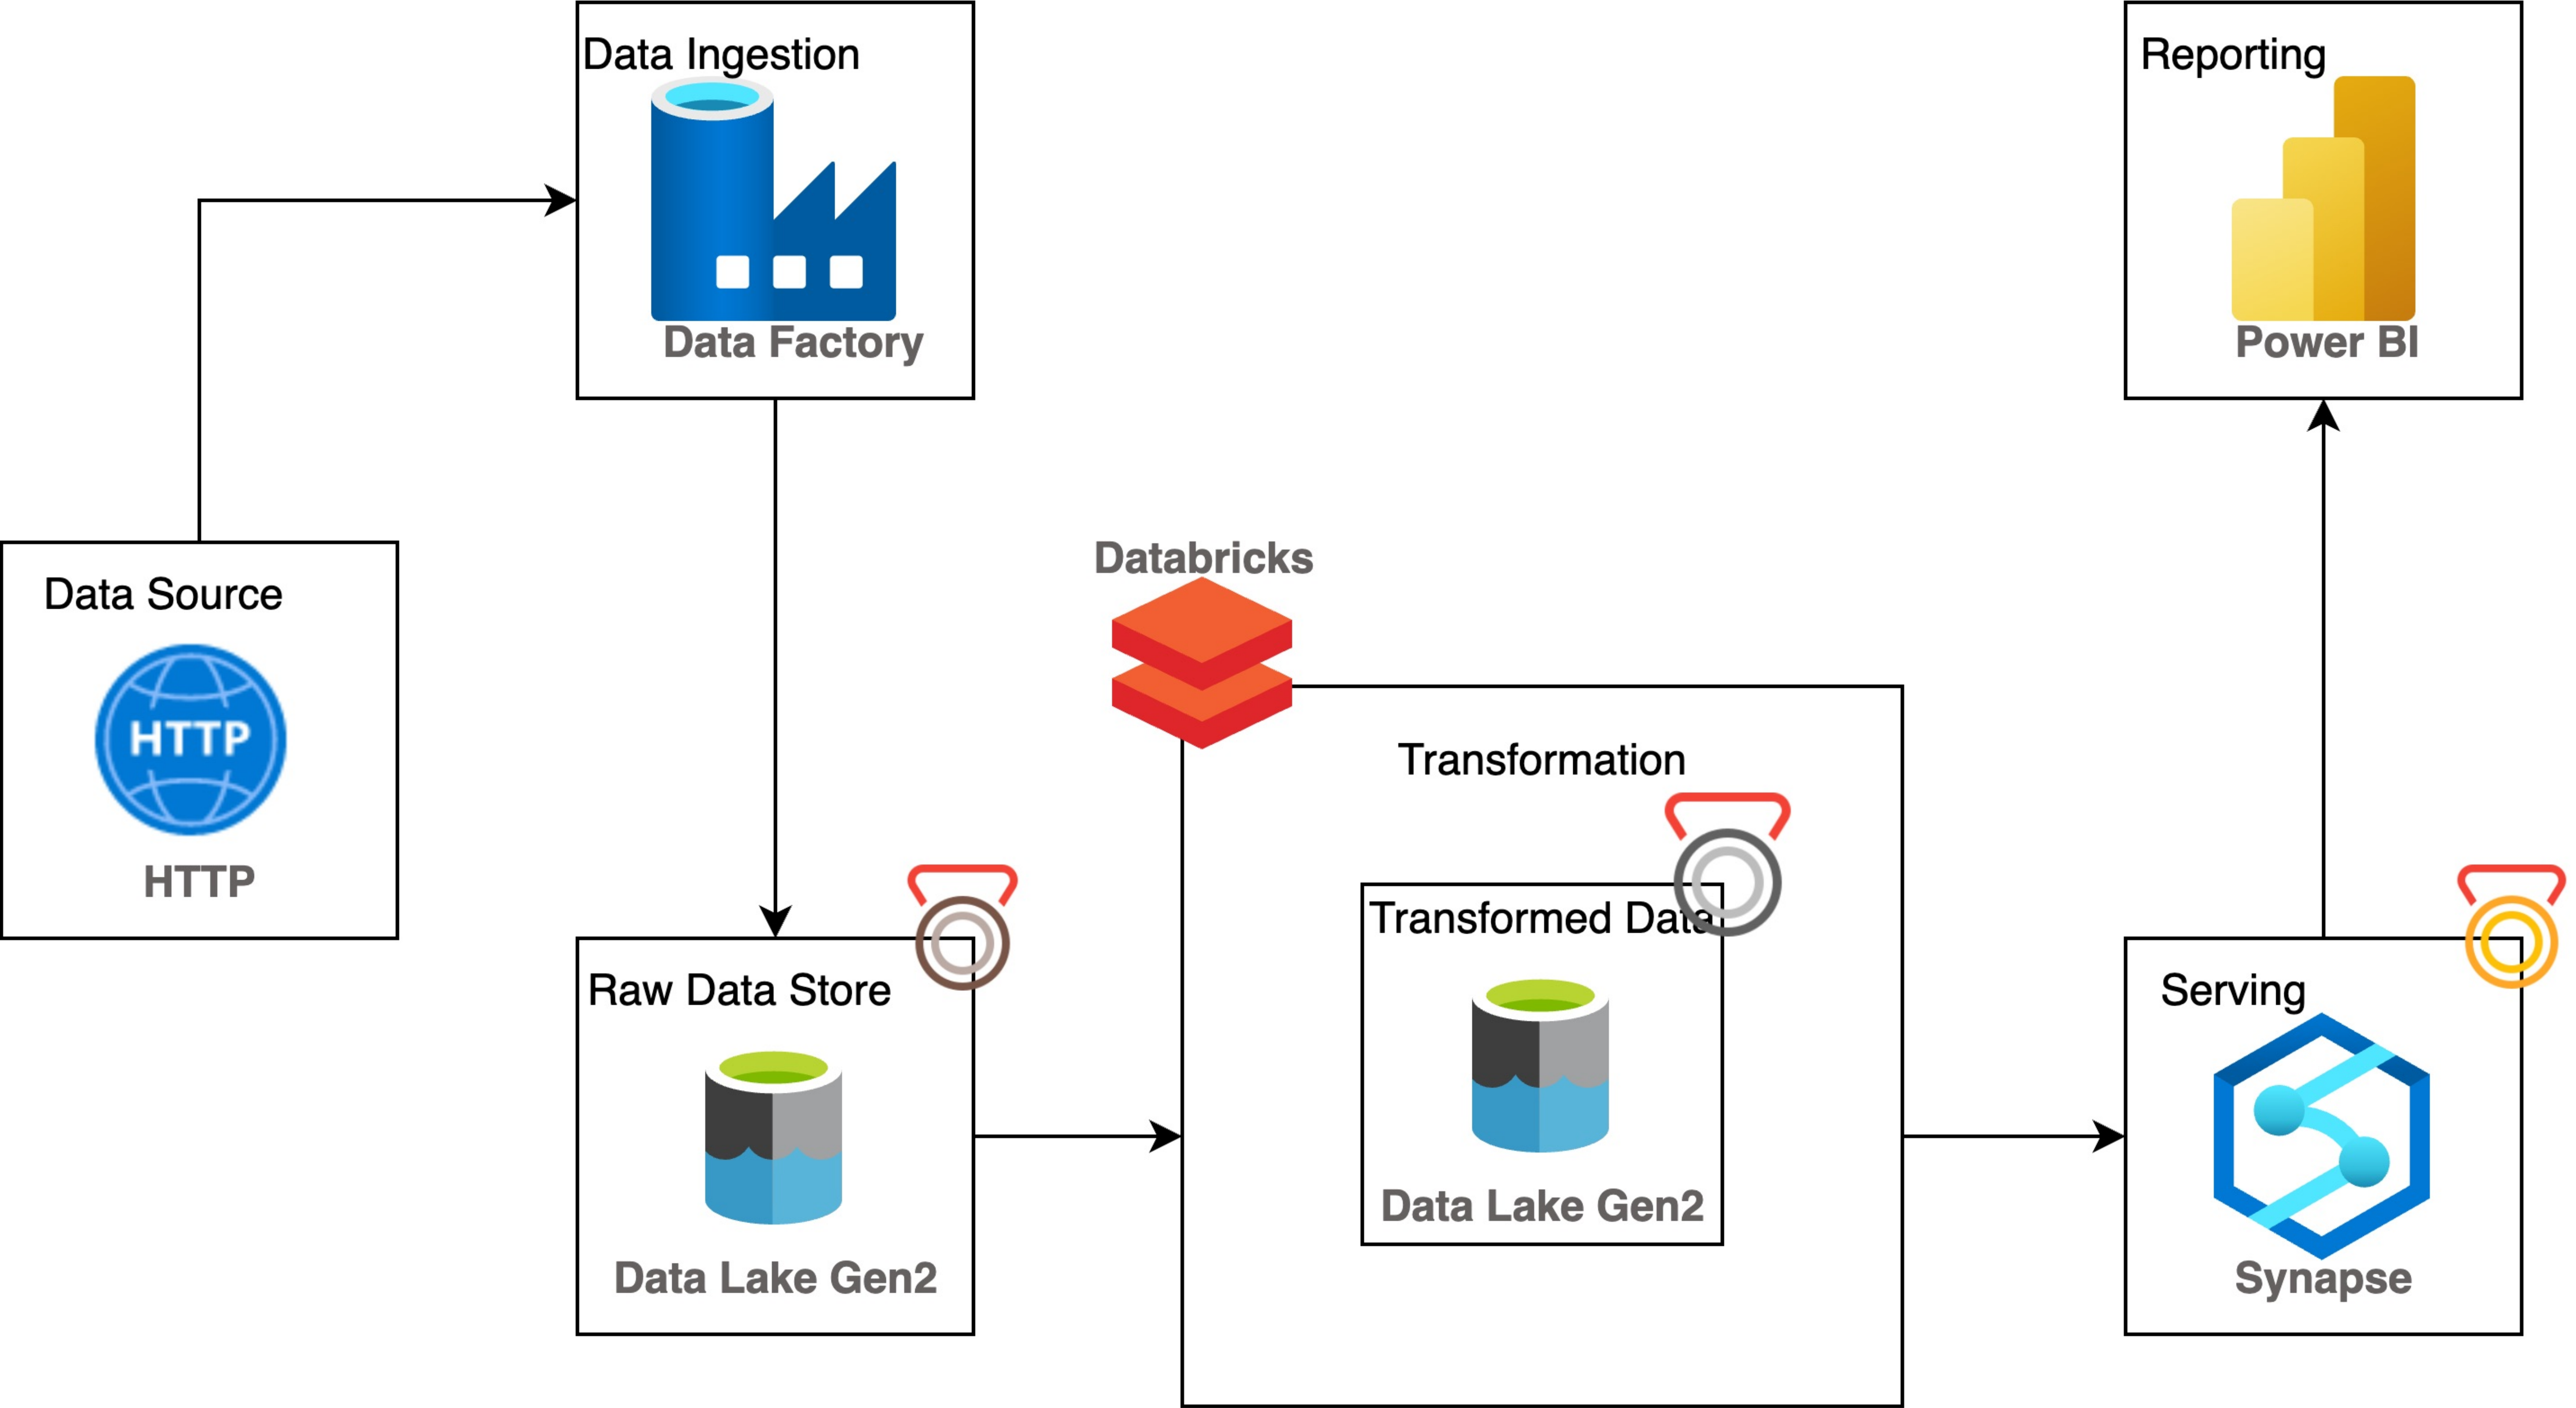 Data Ingestion
Data Factory
Reporting
Power BI
Data Source
HTTP
HTTP
Databricks
Transformation
Transformed Data
Data Lake Gen2
Raw Data Store
Data Lake Gen2
Serving
Synapse